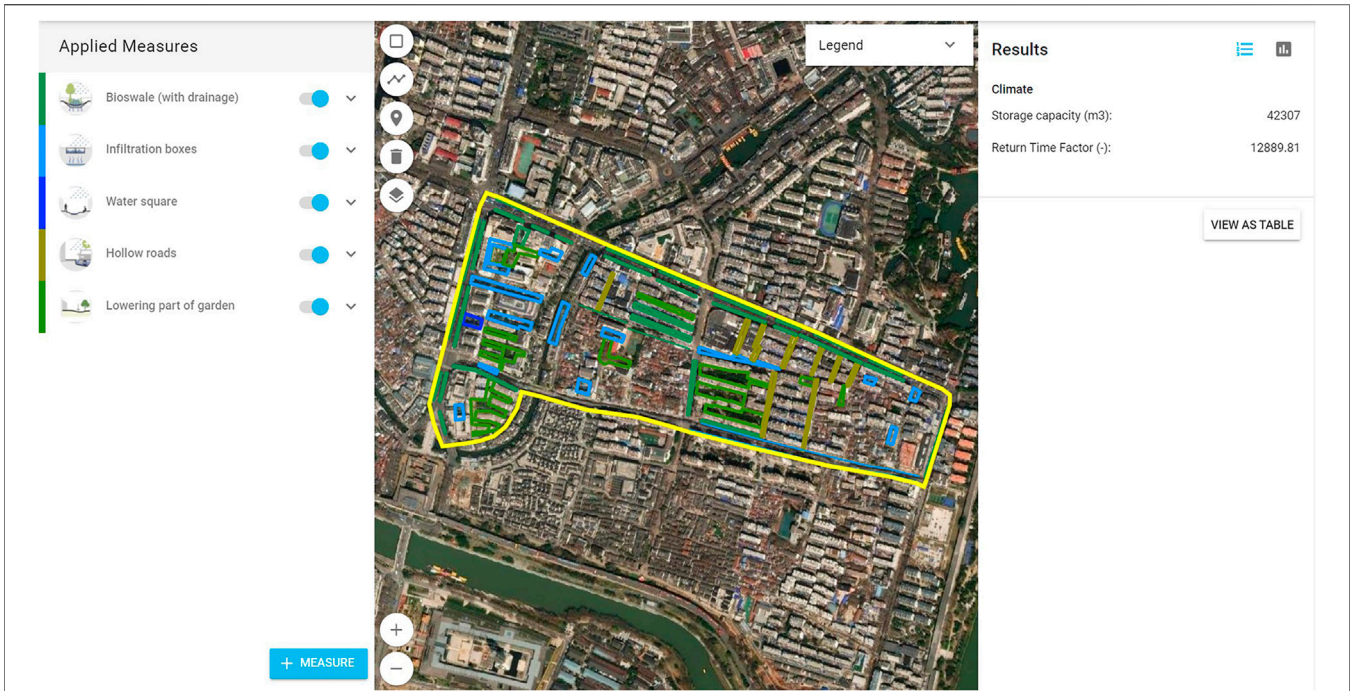 Applied Measures
Bioswale (with drainage)
Infiltration boxes
Water square
Hollow roads
Lowering part of garden
+ MEASURE
Legend
Results
Climate
Storage capacity (m3): 42307
Return Time Factor (-): 12889.81
VIEW AS TABLE